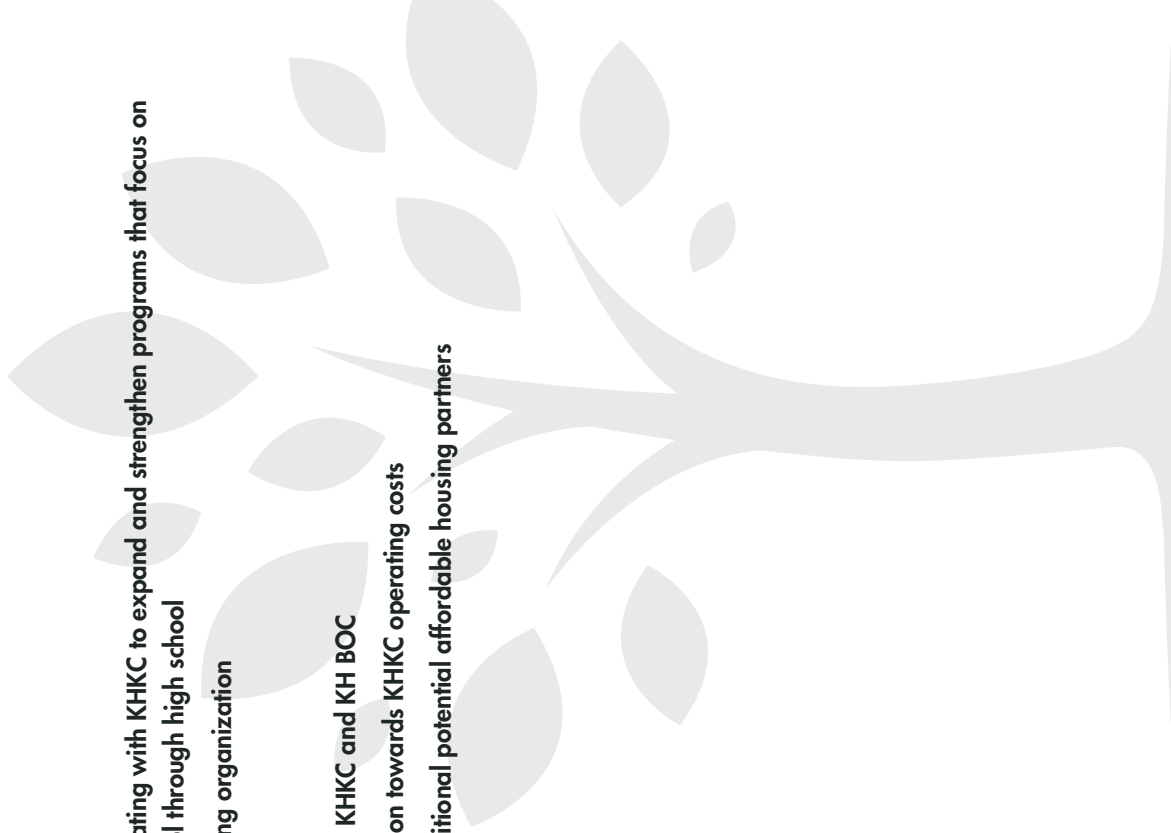 ating with KHKC to expand and strengthen programs that focus on
l through high school
ng organization
KHKC and KH BOC
on towards KHKC operating costs
itional potential affordable housing partners